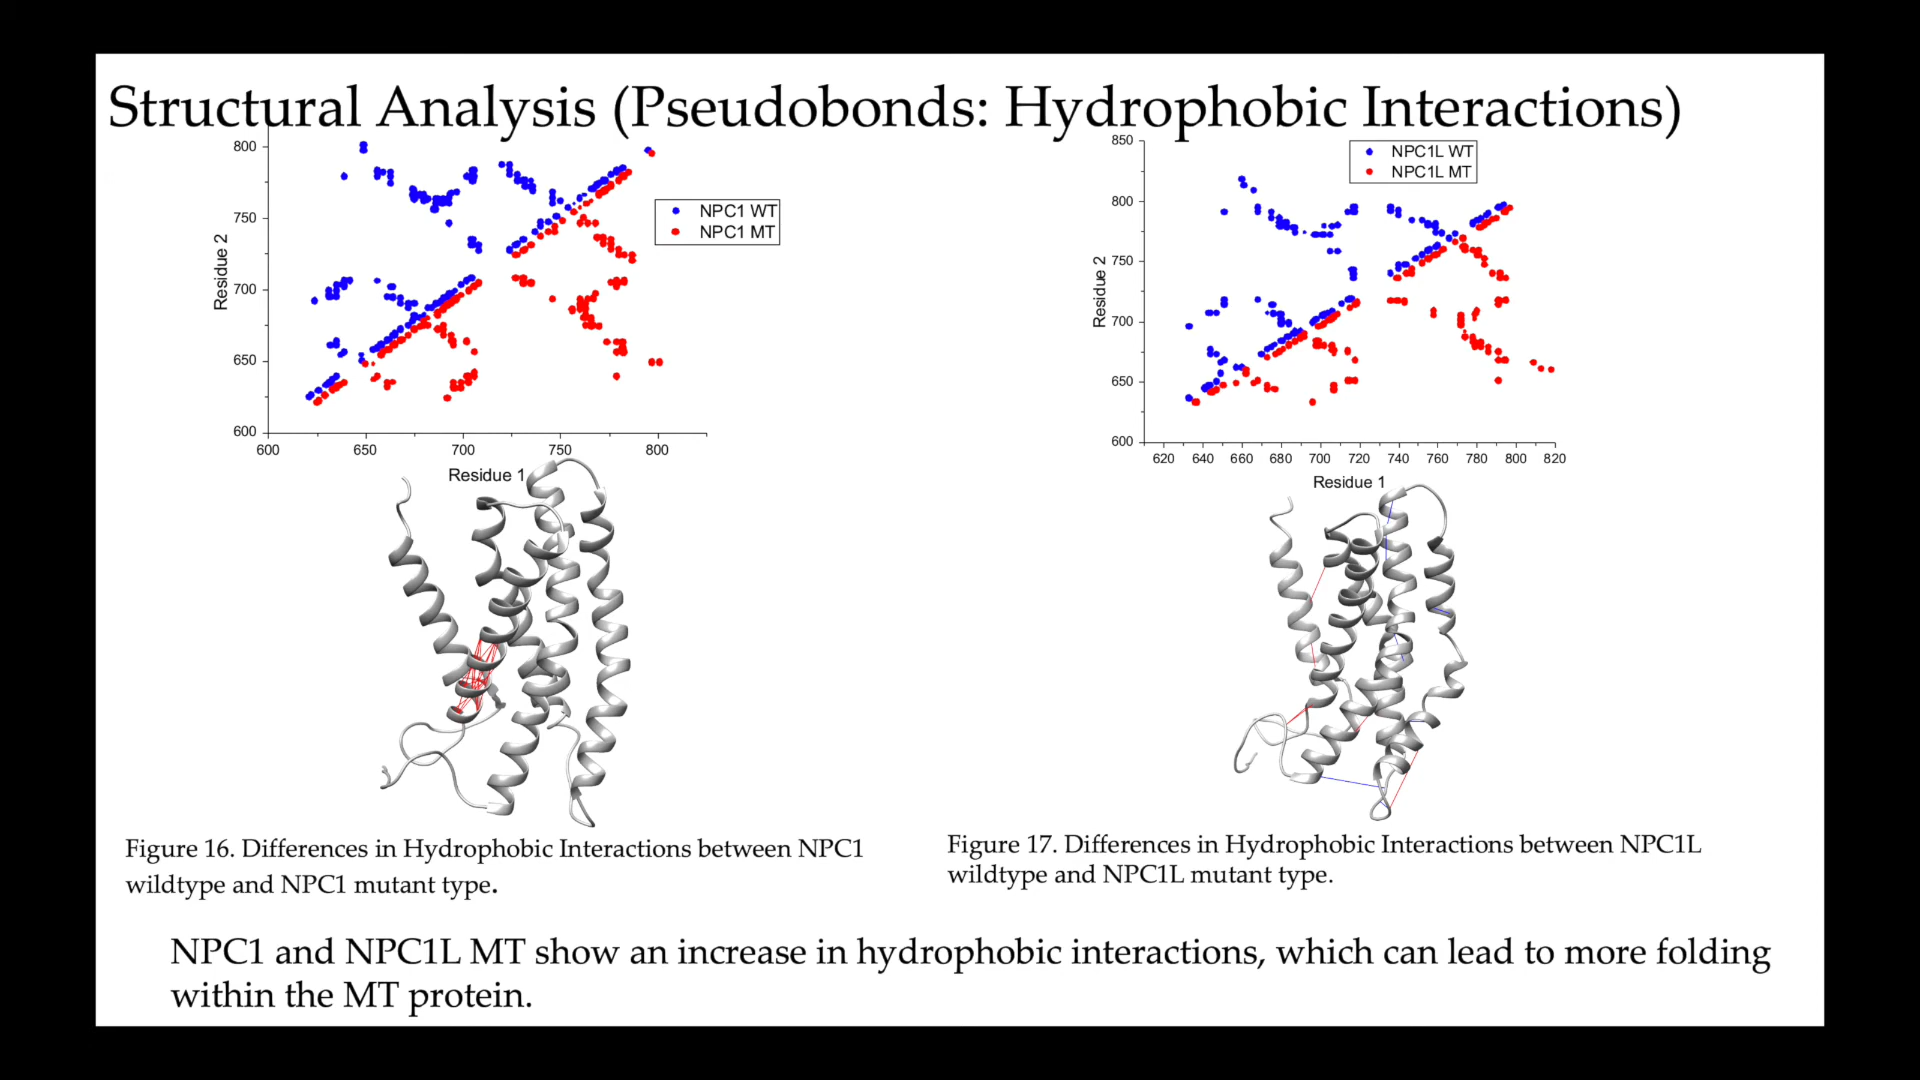 Structural Analysis (Pseudobonds: Hydrophobic Interactions)
800
750
700
650
600
Residue 2
600 650 700 750 800
Residue 1
NPC1 WT
NPC1 MT
850
800
750
700
650
600
Residue 2
620 640 660 680 700 720 740 760 780 800 820
Residue 1
NPC1L WT
NPC1L MT
Figure 16. Differences in Hydrophobic Interactions between NPC1
wildtype and NPC1 mutant type.
Figure 17. Differences in Hydrophobic Interactions between NPC1L
wildtype and NPC1L mutant type.
NPC1 and NPC1L MT show an increase in hydrophobic interactions, which can lead to more folding
within the MT protein.